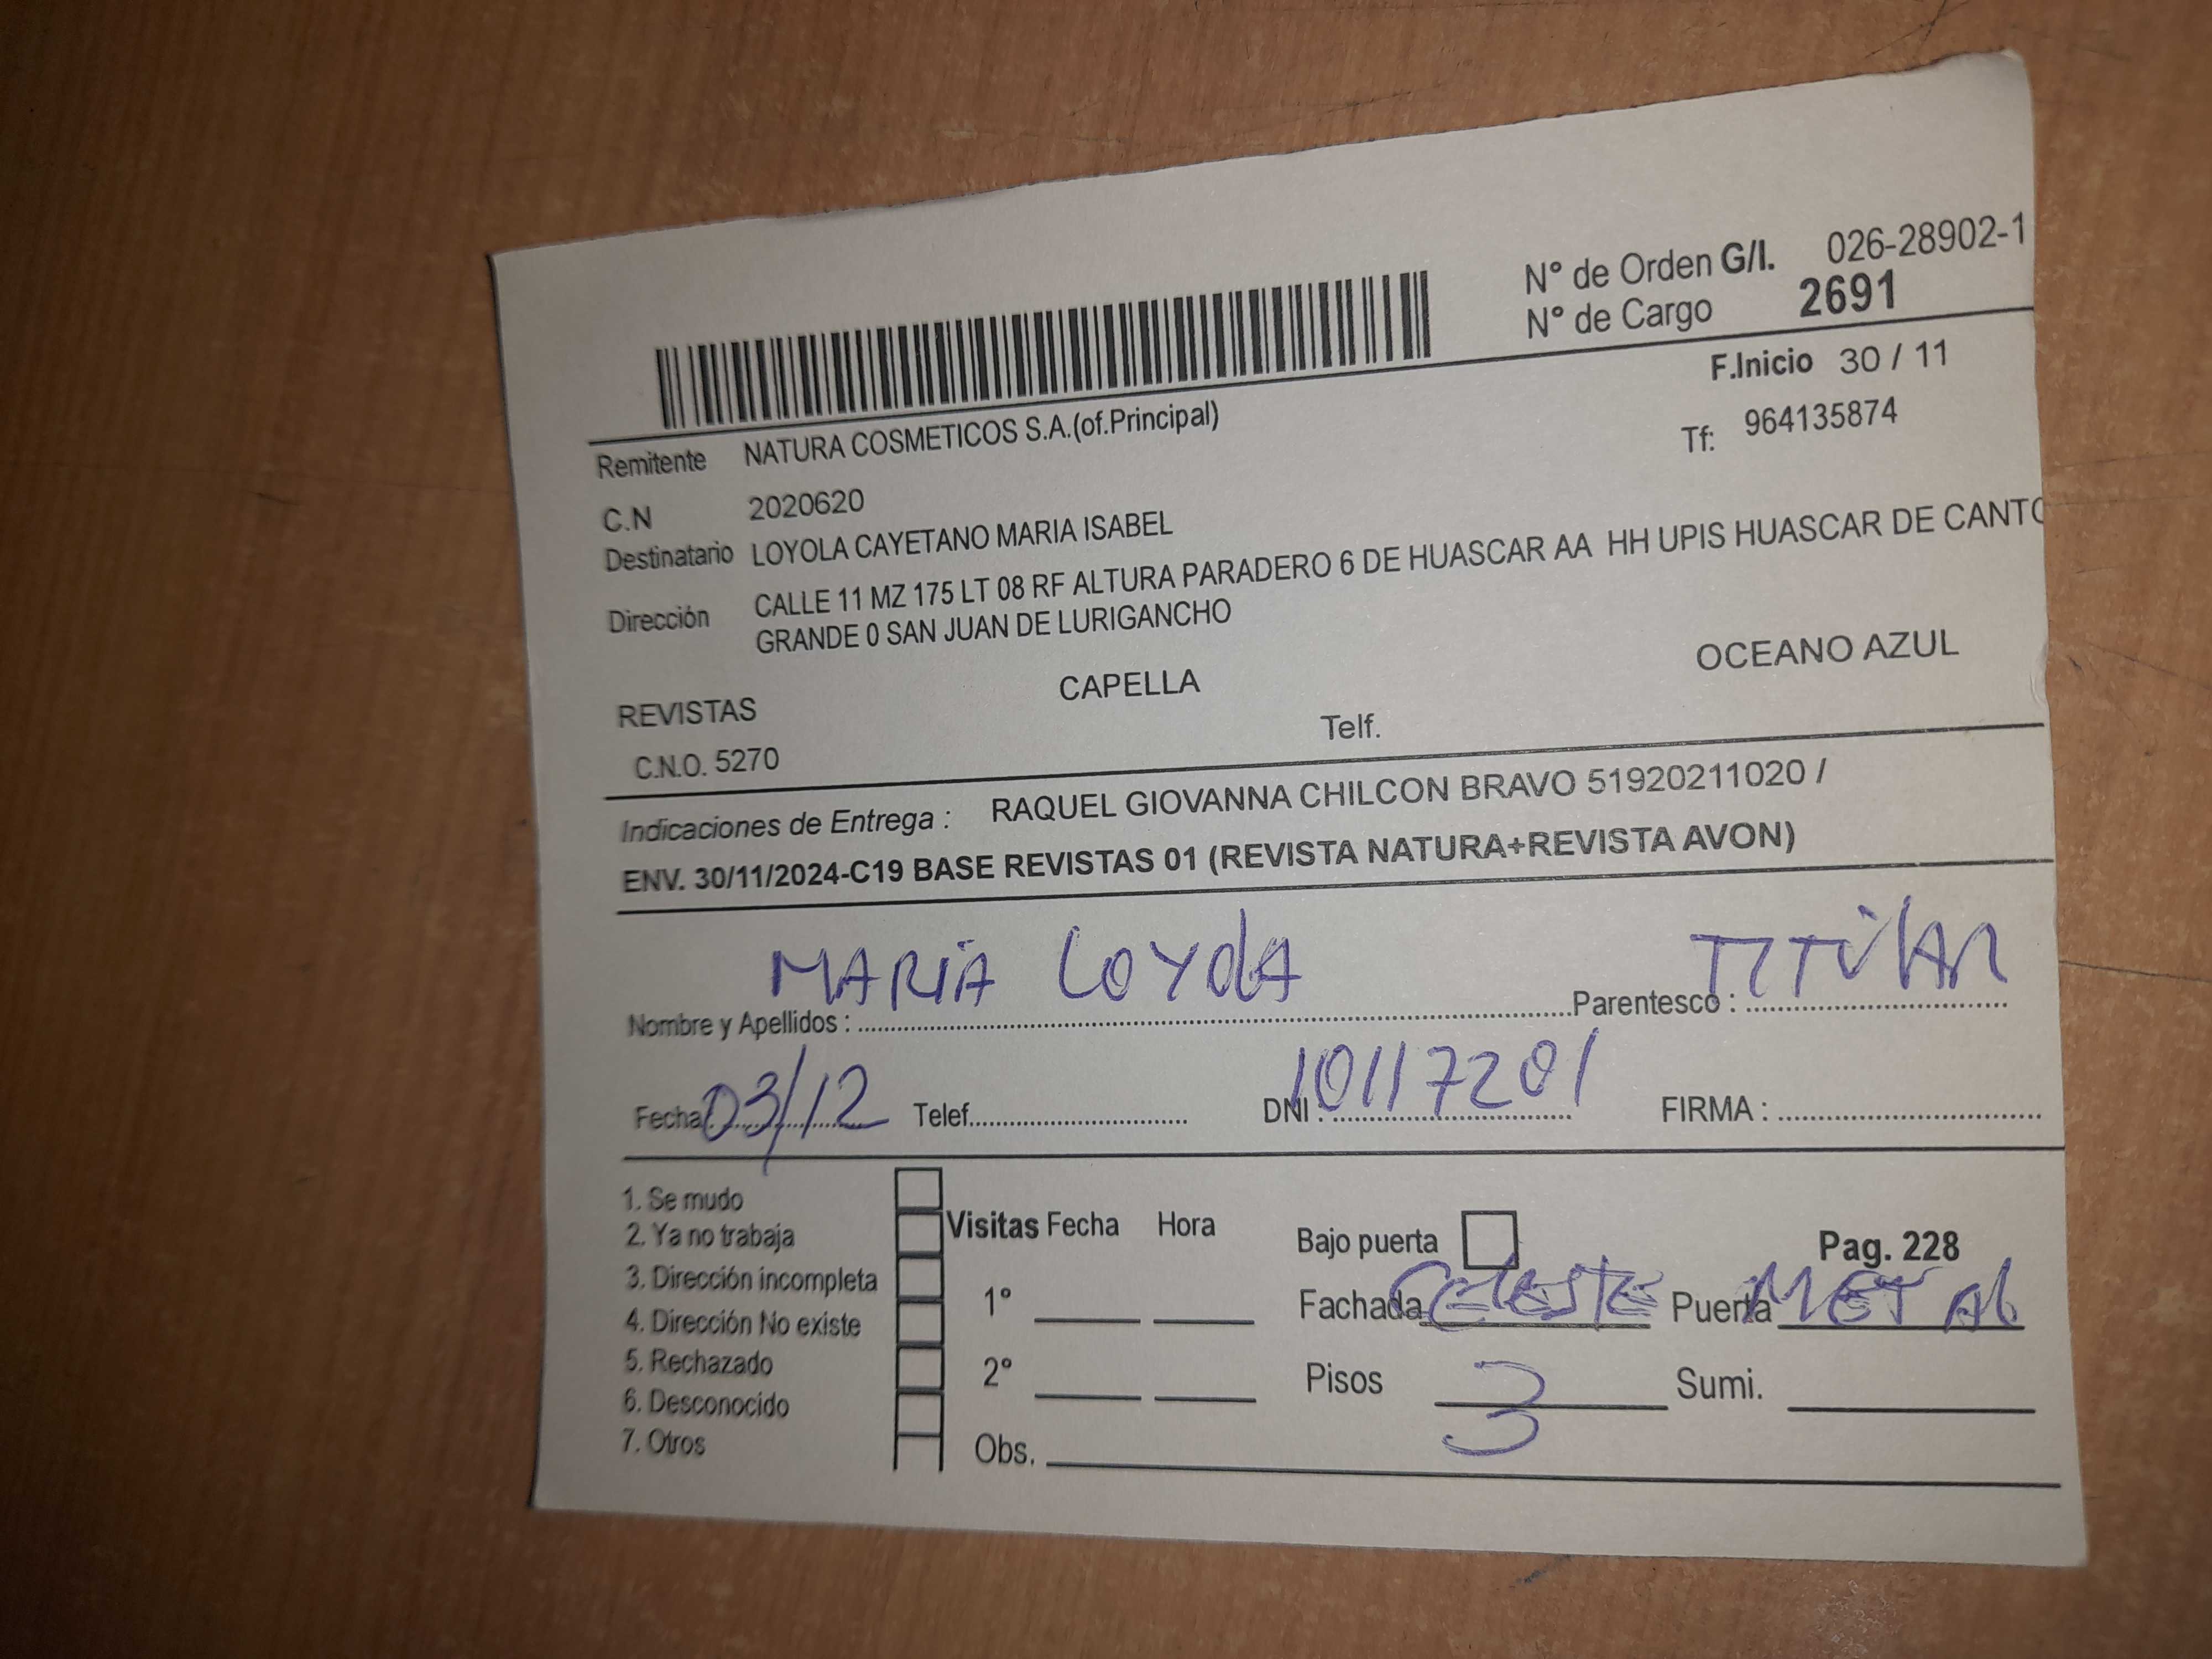 N° de Orden G/I. 026-28902-1
N° de Cargo 2691
F.Inicio 30 / 11
Remitente NATURA COSMETICOS S.A.(of.Principal) Tf: 964135874
C.N 2020620
Destinatario LOYOLA CAYETANO MARIA ISABEL
Dirección CALLE 11 MZ 175 LT 08 RF ALTURA PARADERO 6 DE HUASCAR AA HH UPIS HUASCAR DE CANTO
GRANDE 0 SAN JUAN DE LURIGANCHO
REVISTAS CAPELLA OCEANO AZUL
C.N.O. 5270 Telf.
Indicaciones de Entrega : RAQUEL GIOVANNA CHILCON BRAVO 51920211020 /
ENV. 30/11/2024-C19 BASE REVISTAS 01 (REVISTA NATURA+REVISTA AVON)
Nombre y Apellidos : MARIA LOYOLA Parentesco : TITULAR
Fecha 03/12 Telef. DNI : 10117201 FIRMA :
1. Se mudo
2. Ya no trabaja
3. Dirección incompleta
4. Dirección No existe
5. Rechazado
6. Desconocido
7. Otros
Visitas Fecha Hora
1°
2°
Obs.
Bajo puerta Pag. 228
Fachada CELESTE Puerta METAL
Pisos 3 Sumi.